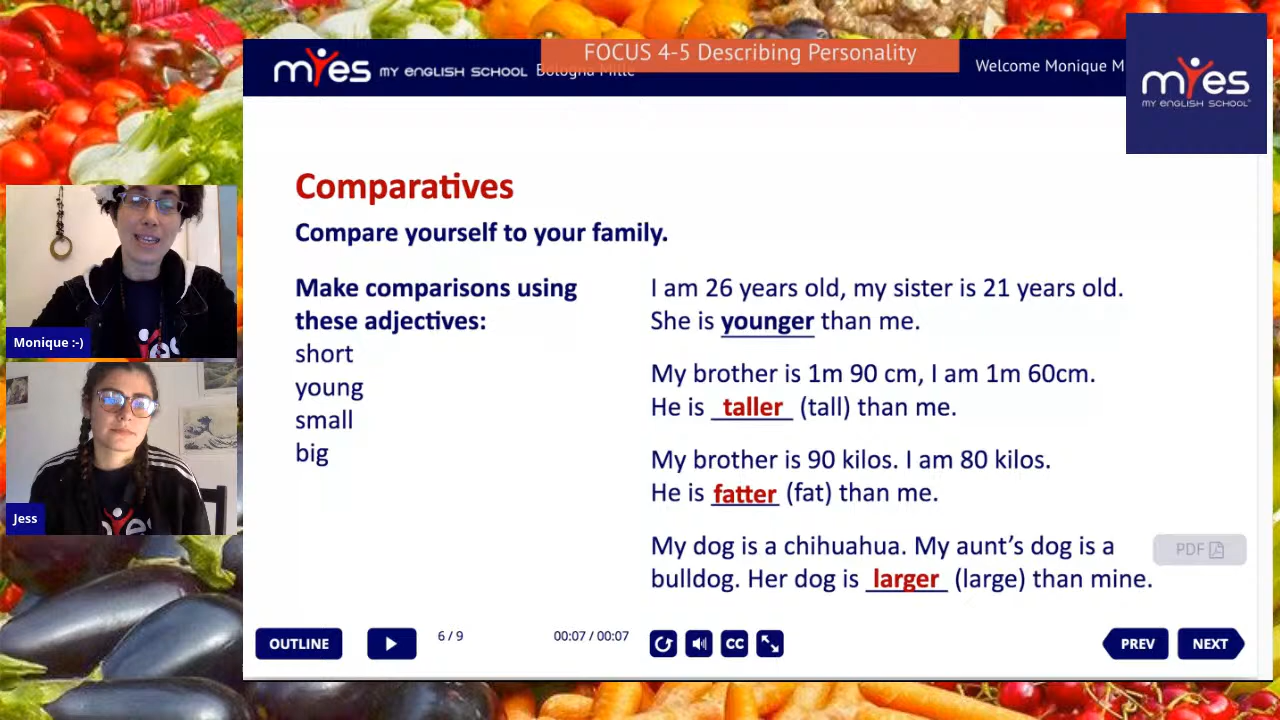 FOCUS 4-5 Describing Personality
myes MY ENGLISH SCHOOL Bologna Mille
Welcome Monique M
myes
MY ENGLISH SCHOOL
Comparatives
Compare yourself to your family.
Make comparisons using
these adjectives:
short
young
small
big
I am 26 years old, my sister is 21 years old.
She is younger than me.
My brother is 1m 90 cm, I am 1m 60cm.
He is taller (tall) than me.
My brother is 90 kilos. I am 80 kilos.
He is fatter (fat) than me.
My dog is a chihuahua. My aunt’s dog is a
bulldog. Her dog is larger (large) than mine.
PDF
Monique :-)
Jess
OUTLINE
6 / 9
00:07 / 00:07
CC
PREV
NEXT